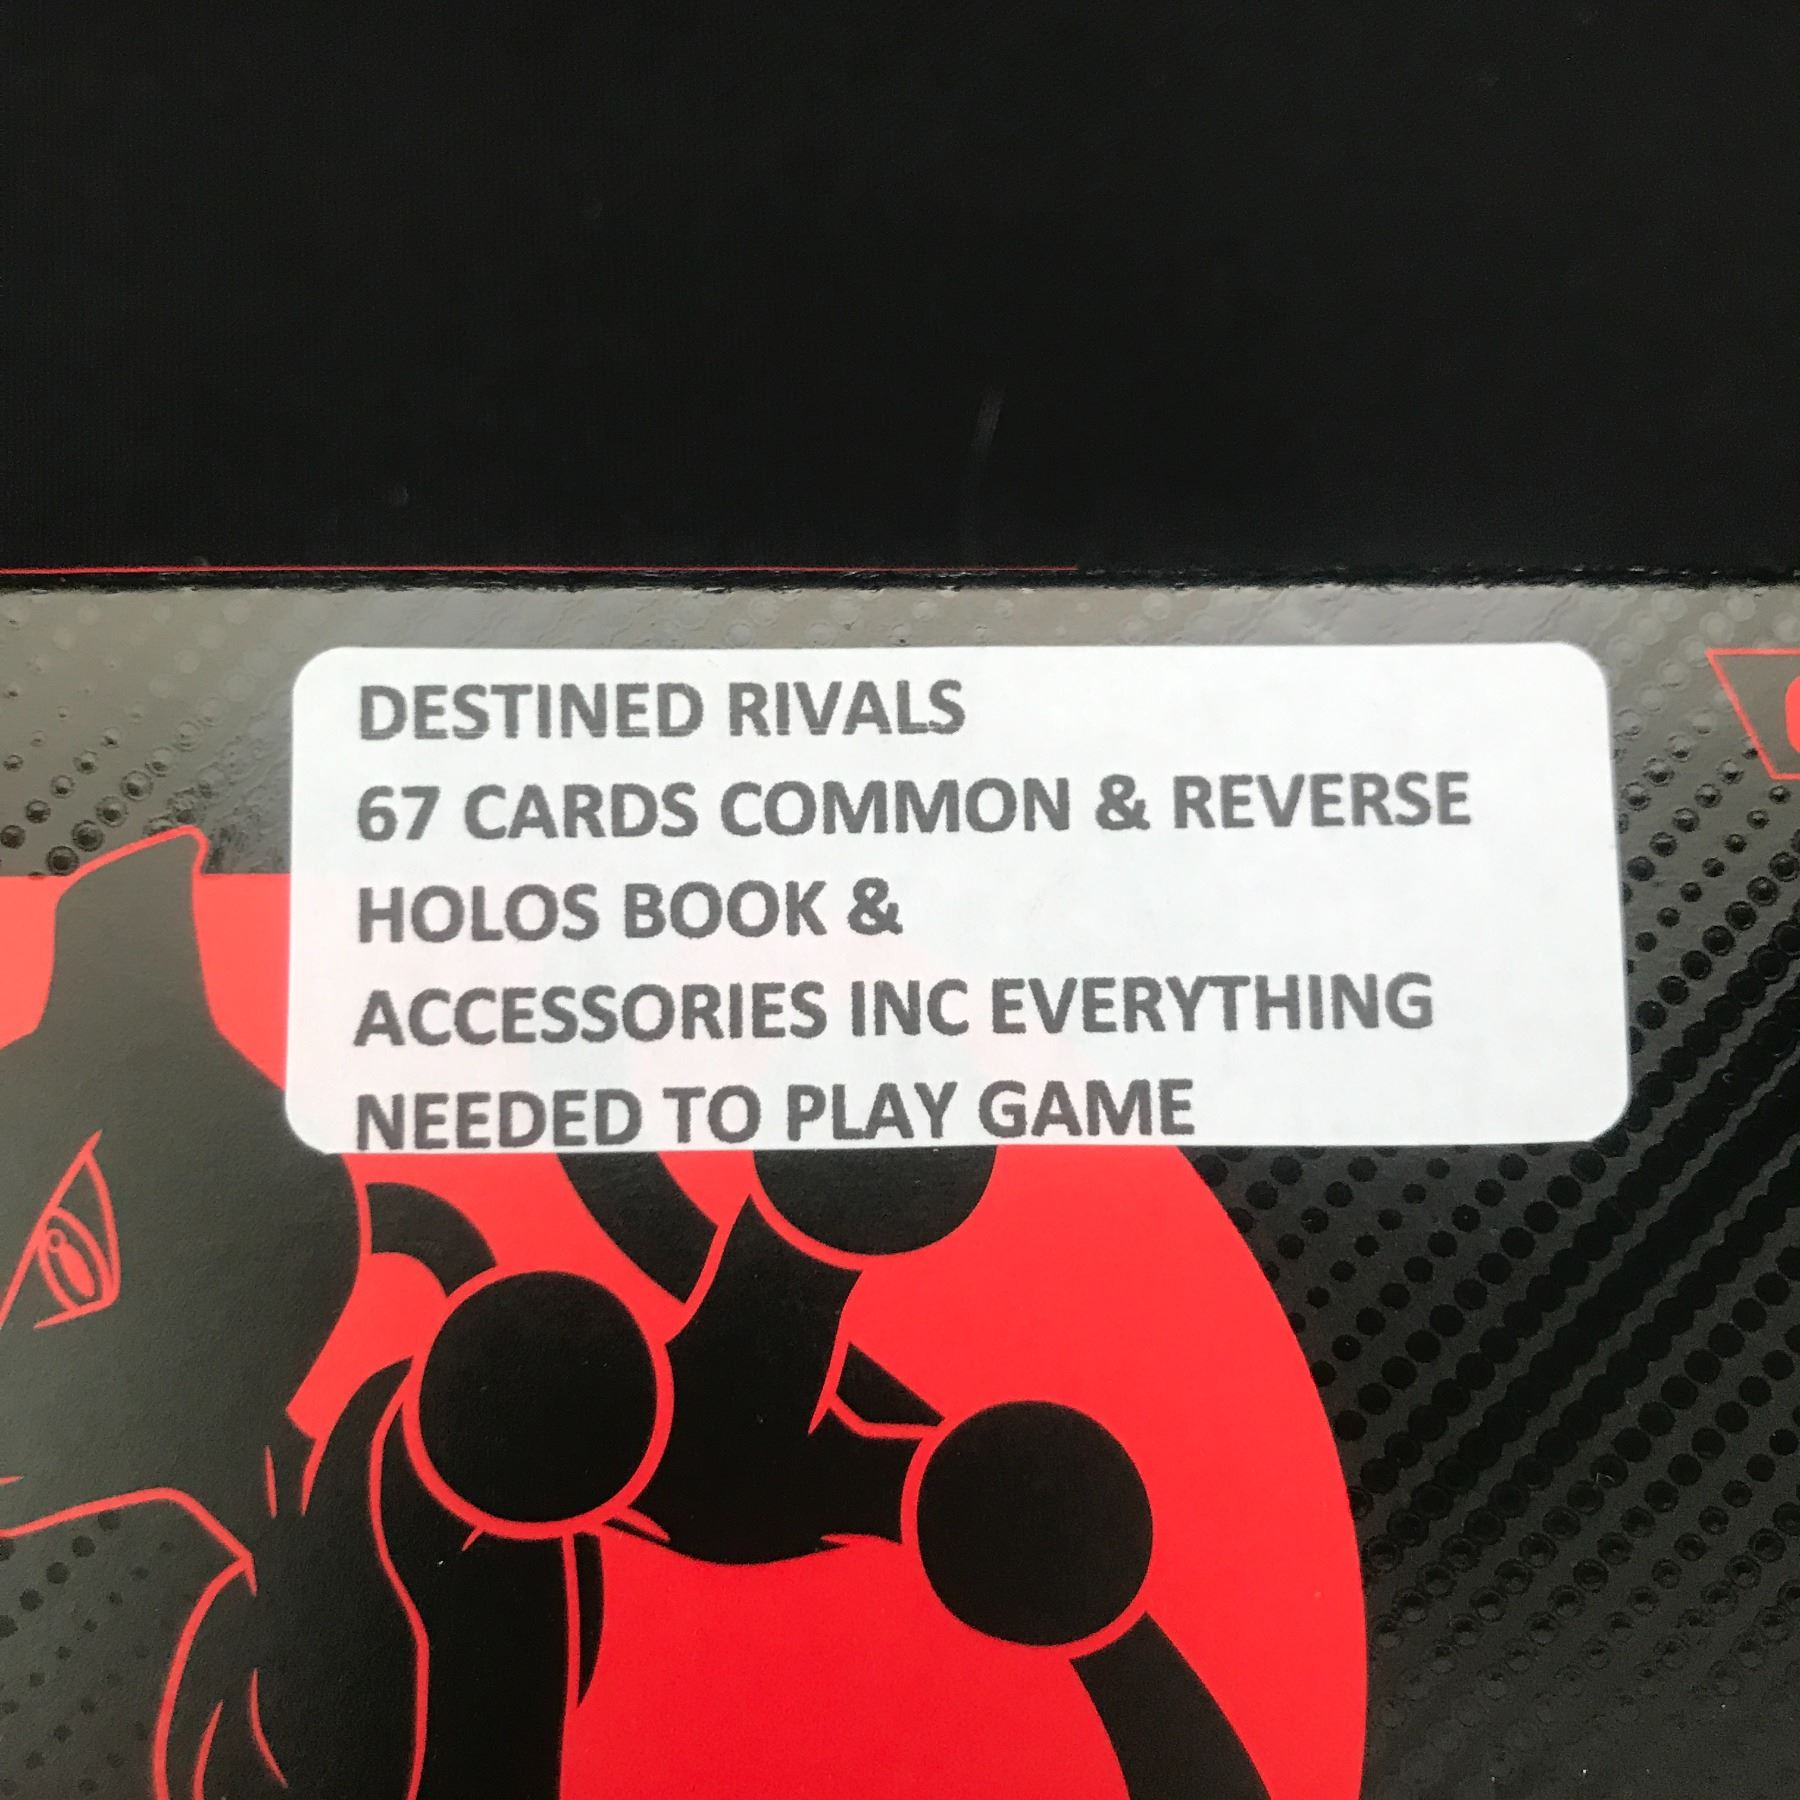 DESTINED RIVALS
67 CARDS COMMON & REVERSE
HOLOS BOOK &
ACCESSORIES INC EVERYTHING
NEEDED TO PLAY GAME